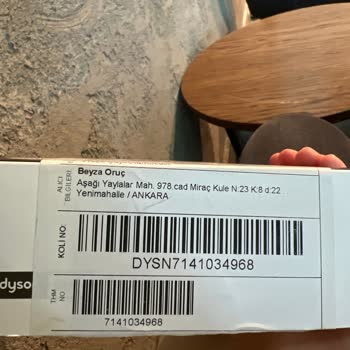 ALICI
BİLGİLERİ
Beyza Oruç
Aşağı Yaylalar Mah. 978.cad Miraç Kule N:23 K:8 d:22
Yenimahalle / ANKARA
KOLİ NO:
DYSN7141034968
dyso
THM
NO
7141034968